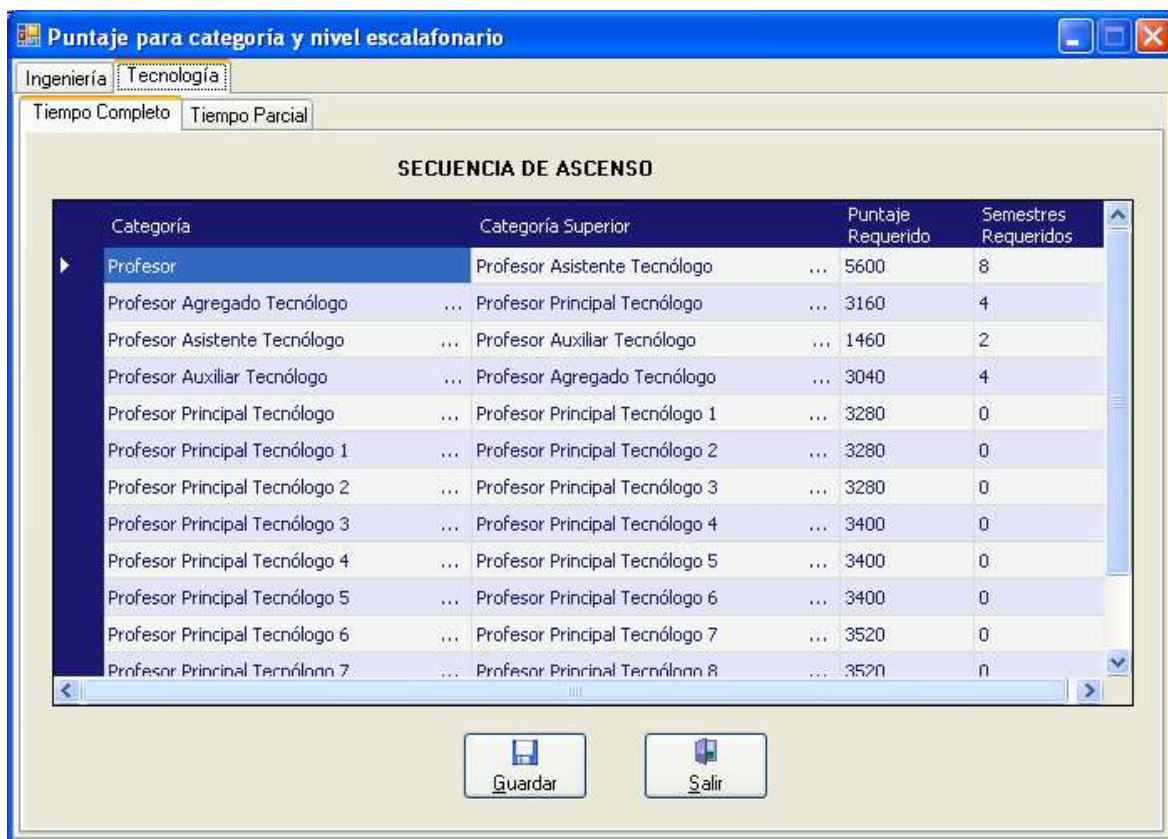 Puntaje para categoría y nivel escalafonario
Ingeniería Tecnología
Tiempo Completo Tiempo Parcial
SECUENCIA DE ASCENSO
Categoría Categoría Superior Puntaje Requerido Semestres Requeridos
Profesor Profesor Asistente Tecnólogo ... 5600 8
Profesor Agregado Tecnólogo ... Profesor Principal Tecnólogo ... 3160 4
Profesor Asistente Tecnólogo ... Profesor Auxiliar Tecnólogo ... 1460 2
Profesor Auxiliar Tecnólogo ... Profesor Agregado Tecnólogo ... 3040 4
Profesor Principal Tecnólogo ... Profesor Principal Tecnólogo 1 ... 3280 0
Profesor Principal Tecnólogo 1 ... Profesor Principal Tecnólogo 2 ... 3280 0
Profesor Principal Tecnólogo 2 ... Profesor Principal Tecnólogo 3 ... 3280 0
Profesor Principal Tecnólogo 3 ... Profesor Principal Tecnólogo 4 ... 3400 0
Profesor Principal Tecnólogo 4 ... Profesor Principal Tecnólogo 5 ... 3400 0
Profesor Principal Tecnólogo 5 ... Profesor Principal Tecnólogo 6 ... 3400 0
Profesor Principal Tecnólogo 6 ... Profesor Principal Tecnólogo 7 ... 3520 0
Profesor Principal Tecnólogo 7 ... Profesor Principal Tecnólogo 8 ... 3520 0
Guardar Salir